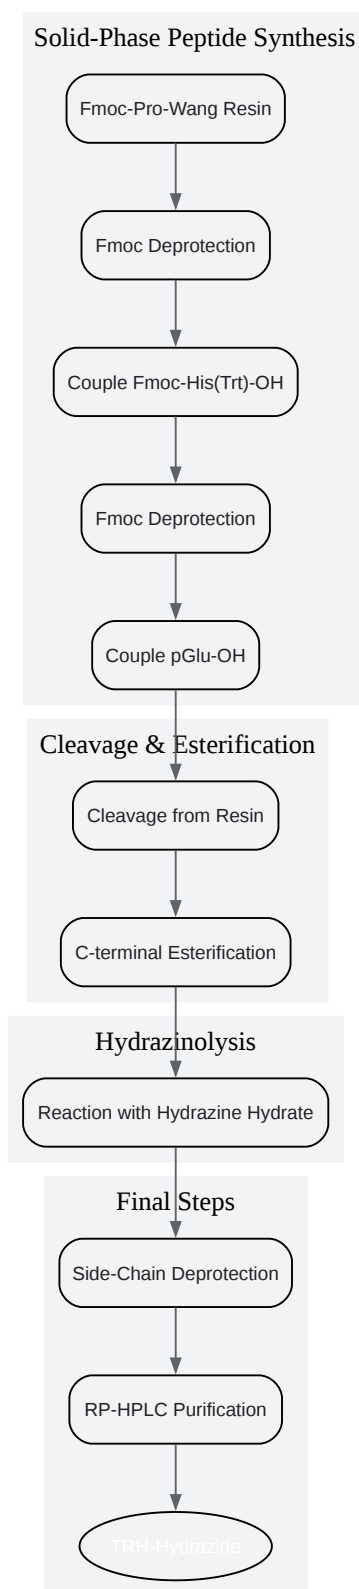 Solid-Phase Peptide Synthesis
Fmoc-Pro-Wang Resin
Fmoc Deprotection
Couple Fmoc-His(Trt)-OH
Fmoc Deprotection
Couple pGlu-OH
Cleavage & Esterification
Cleavage from Resin
C-terminal Esterification
Hydrazinolysis
Reaction with Hydrazine Hydrate
Final Steps
Side-Chain Deprotection
RP-HPLC Purification
TRH-Hydrazide